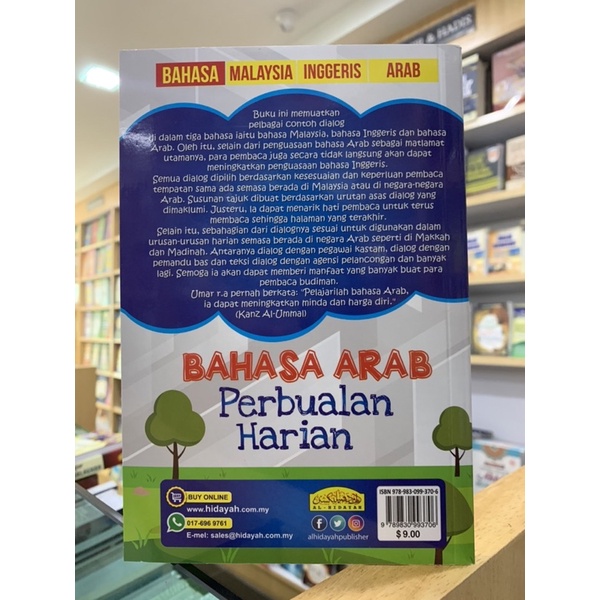 BAHASA MALAYSIA INGGERIS ARAB
Buku ini memuatkan
pelbagai contoh dialog
di dalam tiga bahasa iaitu bahasa Malaysia, bahasa Inggeris dan bahasa
Arab. Oleh itu, selain dari penguasaan bahasa Arab sebagai matlamat
utamanya, para pembaca juga secara tidak langsung akan dapat
meningkatkan penguasaan bahasa Inggeris.
Semua dialog dipilih berdasarkan kesesuaian dan keperluan pembaca
tempatan sama ada semasa berada di Malaysia atau di negara-negara
Arab. Susunan tajuk dibuat berdasarkan urutan asas dialog yang
dimaklumi. Justeru, ia dapat menarik hati pembaca untuk terus
membaca sehingga halaman yang terakhir.
Selain itu, sebahagian dari dialognya sesuai untuk digunakan dalam
urusan-urusan harian semasa berada di negara Arab seperti di Makkah
dan Madinah. Antaranya dialog dengan pegawai kastam, dialog dengan
pemandu bas dan teksi dialog dengan agensi pelancongan dan banyak
lagi. Semoga ia akan dapat memberi manfaat yang banyak buat para
pembaca budiman.
Umar r.a pernah berkata: "Pelajarilah bahasa Arab,
ia dapat meningkatkan minda dan harga diri."
(Kanz Al-Ummal)
BAHASA ARAB
Perbualan
Harian
BUY ONLINE
www.hidayah.com.my
017-696 9761
E-mel: sales@hidayah.com.my
AL-HIDAYAH
alhidayahpublisher
ISBN 978-983-099-370-6
9 789830 993706
$ 9.00
& HADIS